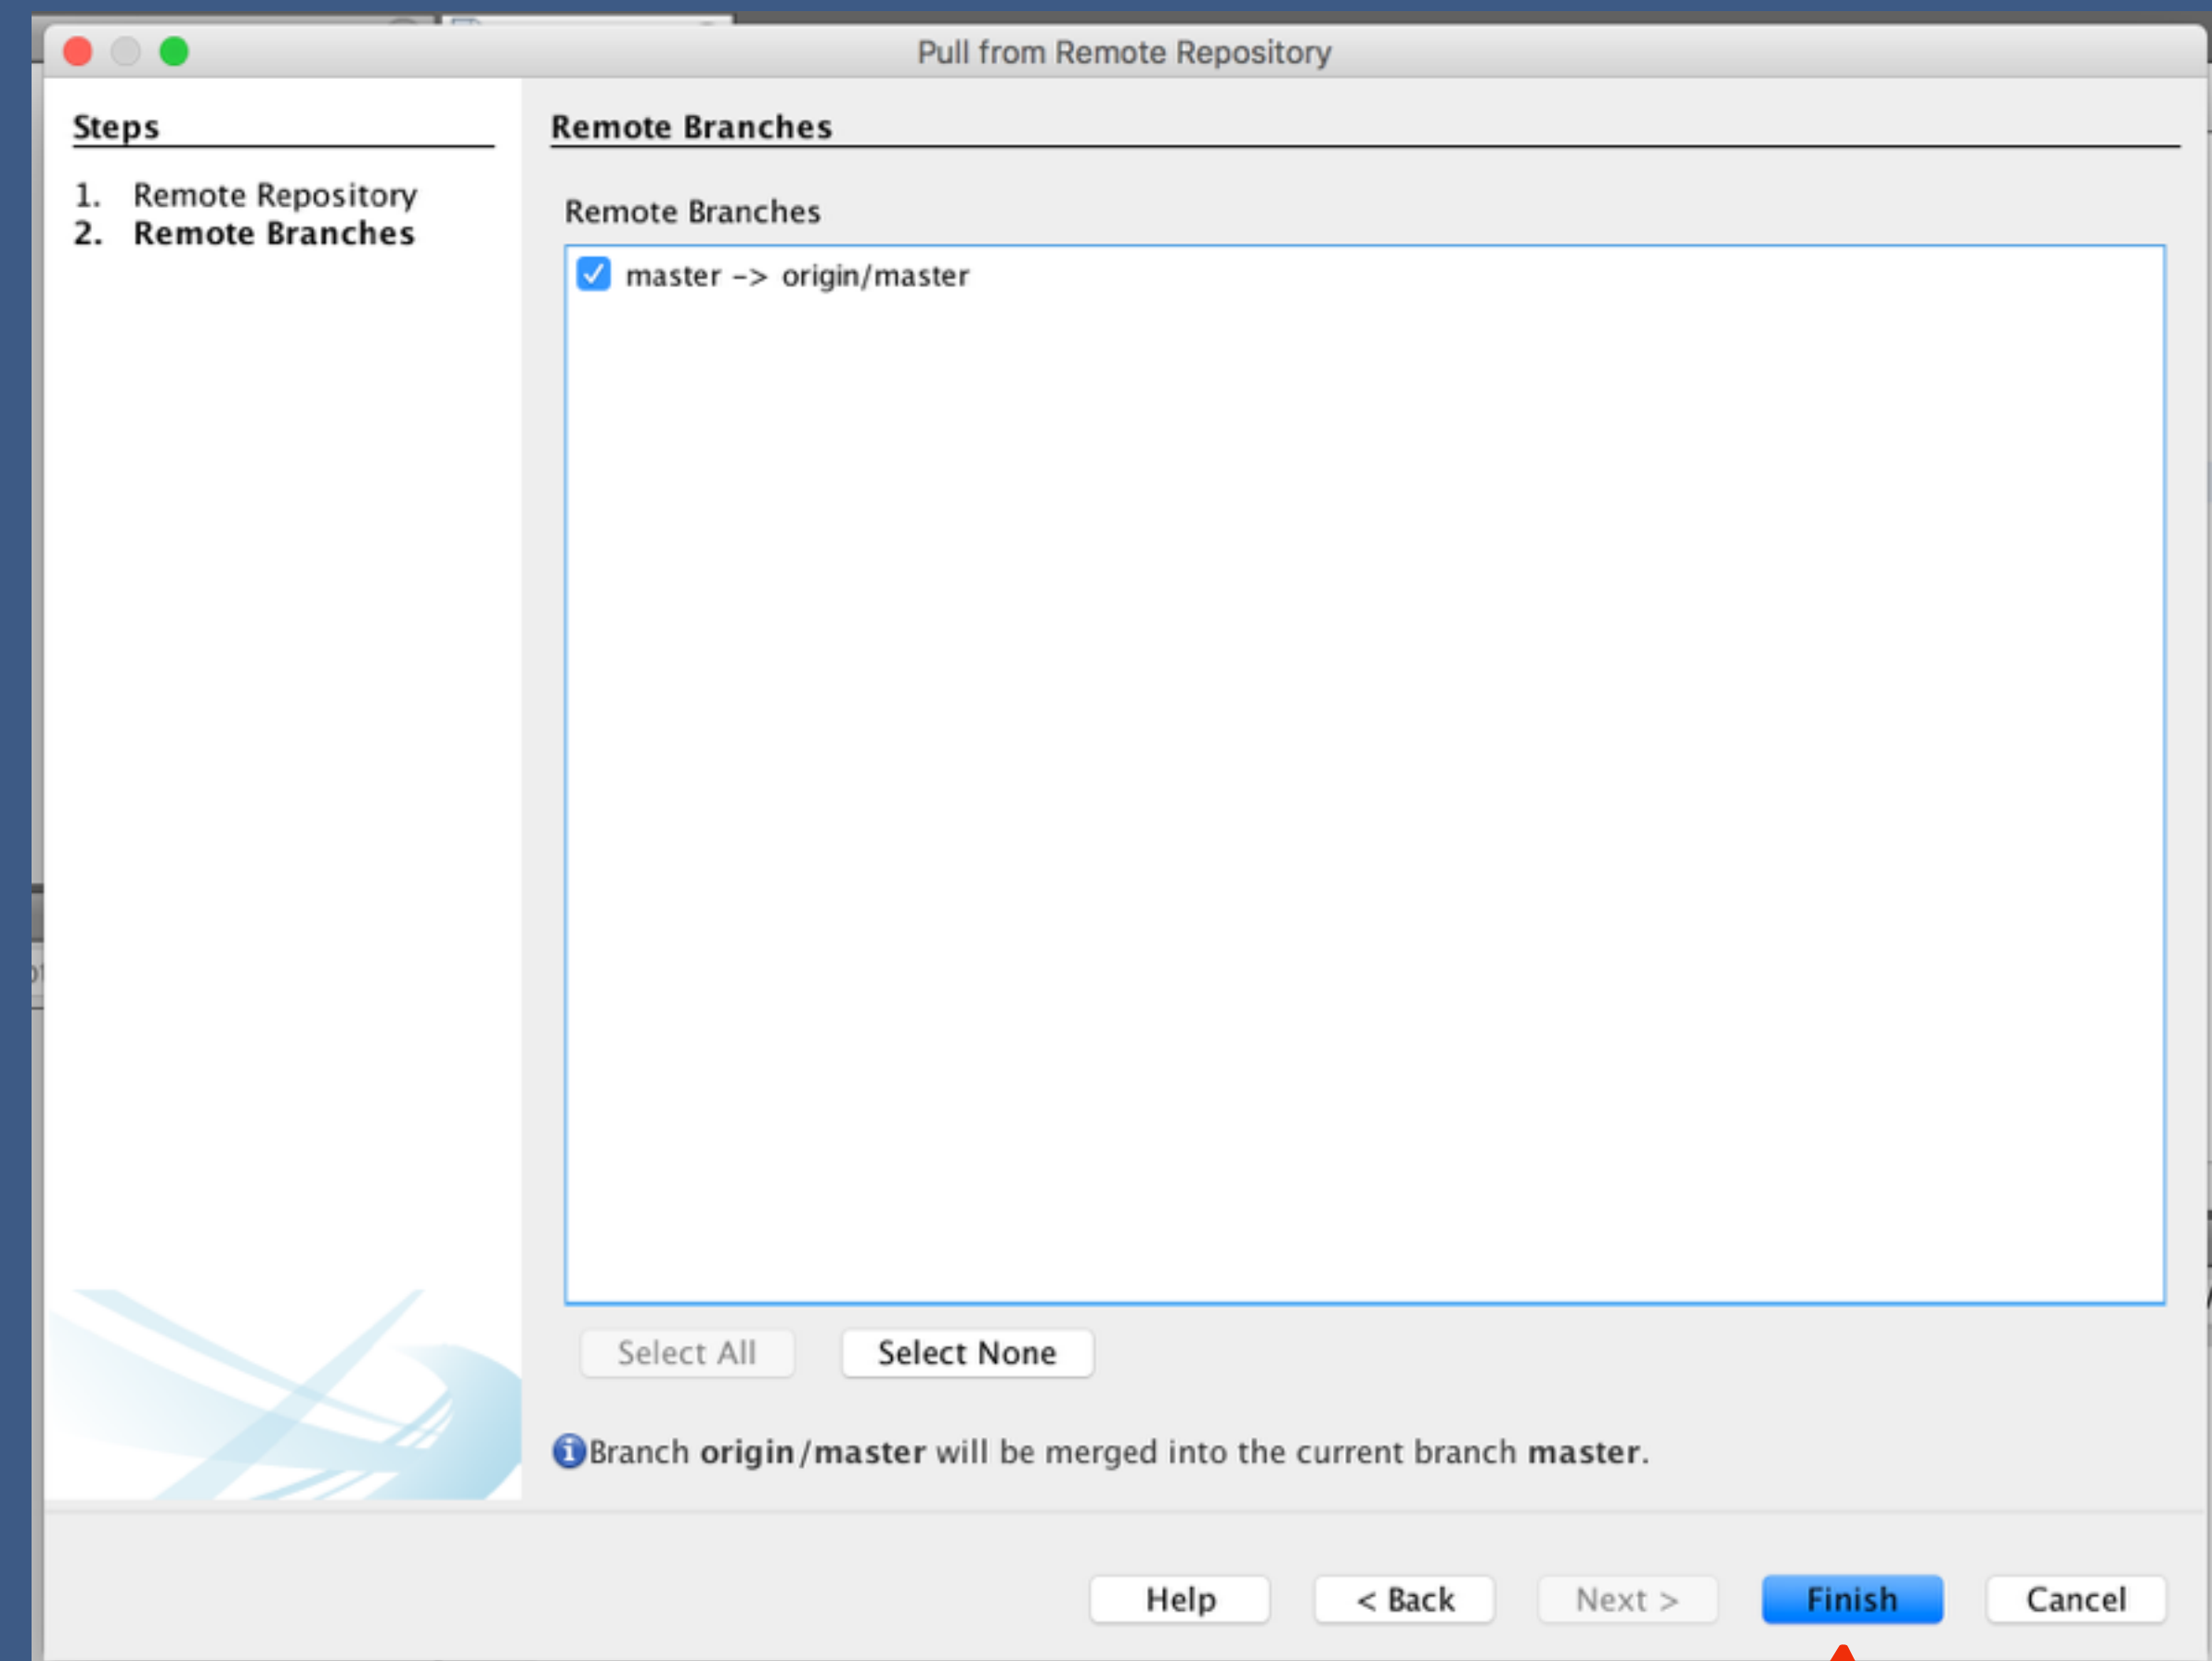 Pull from Remote Repository
Steps
1. Remote Repository
2. Remote Branches
Remote Branches
Remote Branches
master -> origin/master
Select All
Select None
Branch origin/master will be merged into the current branch master.
Help
< Back
Next >
Finish
Cancel